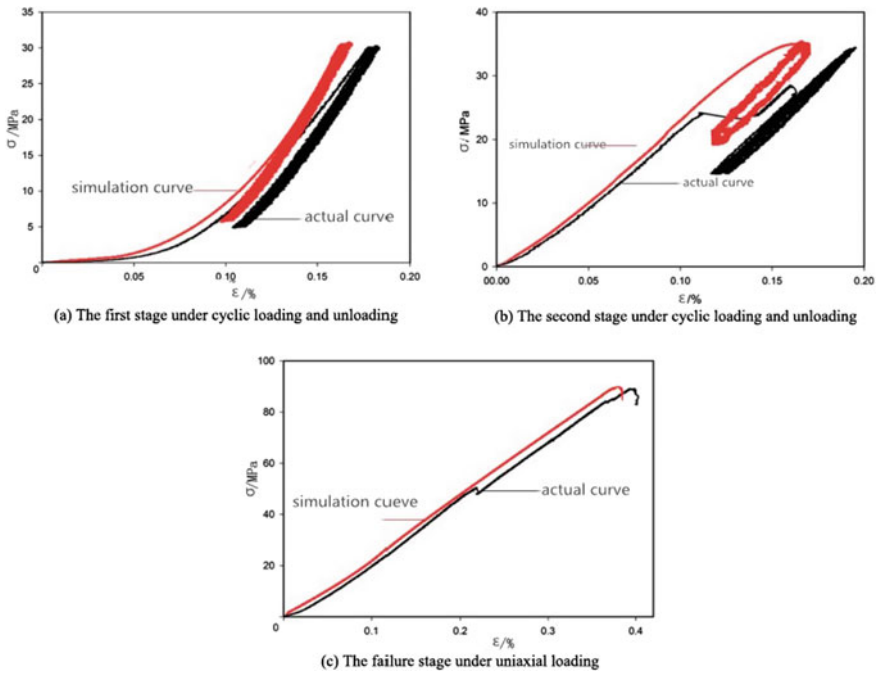 35
30
25
20
15
10
5
σ/MPa
simulation curve
actual curve
0
0.05
0.10
0.15
0.20
ε/%
(a) The first stage under cyclic loading and unloading
40
30
20
10
0
σ/MPa
simulation curve
actual curve
00.00
0.05
0.10
0.15
0.20
ε/%
(b) The second stage under cyclic loading and unloading
100
80
60
40
20
σ/MPa
simulation cueve
actual curve
0
0.1
0.2
0.3
0.4
ε/%
(c) The failure stage under uniaxial loading